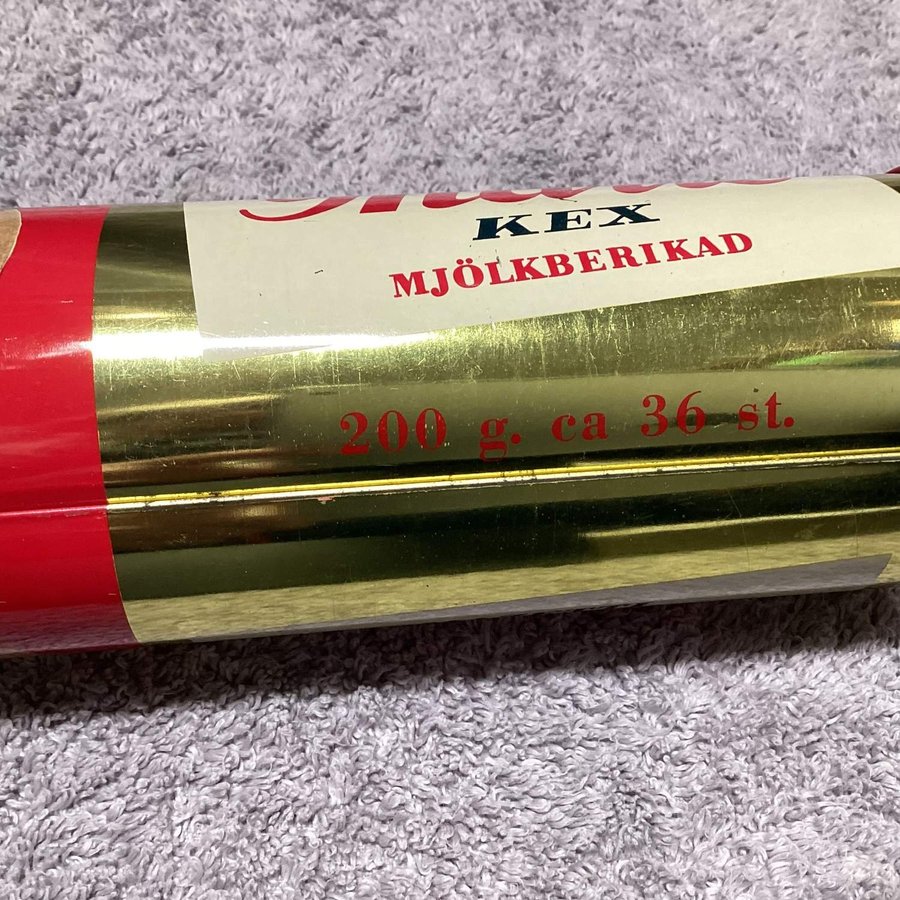 KEX
MJÖLKBERIKAD
200 g. ca 36 st.